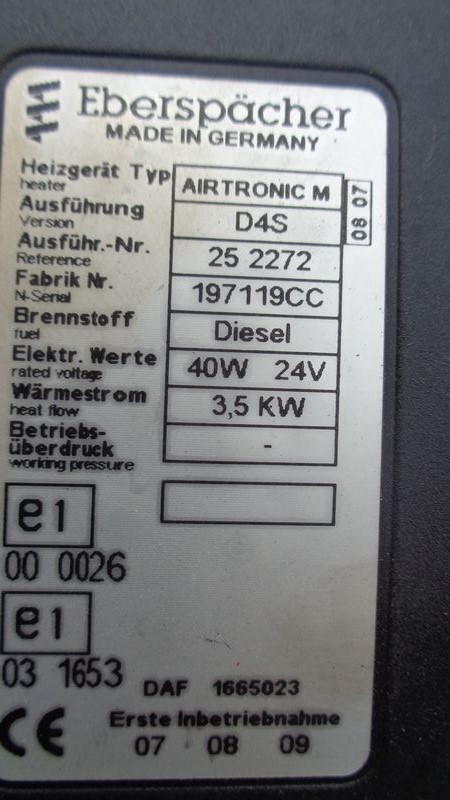 Eberspächer
MADE IN GERMANY
Heizgerät Typ AIRTRONIC M
heater
08 07
Ausführung D4S
Version
Ausführ.-Nr. 25 2272
Reference
Fabrik Nr. 197119CC
N-Serial
Brennstoff Diesel
fuel
Elektr. Werte 40W 24V
rated voltage
Wärmestrom 3,5 KW
heat flow
Betriebs-
überdruck -
working pressure
e1
00 0026
e1
03 1653
DAF 1665023
CE Erste Inbetriebnahme
07 08 09